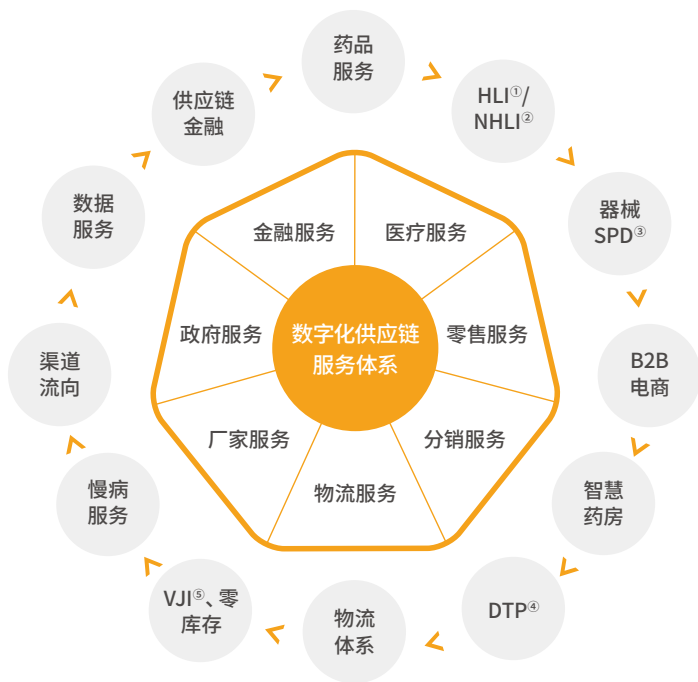 药品
服务
HLI①/
NHLI②
器械
SPD③
B2B
电商
智慧
药房
DTP④
物流
体系
VJI⑤、零
库存
慢病
服务
渠道
流向
数据
服务
供应链
金融
金融服务
医疗服务
政府服务
零售服务
厂家服务
分销服务
物流服务
数字化供应链
服务体系